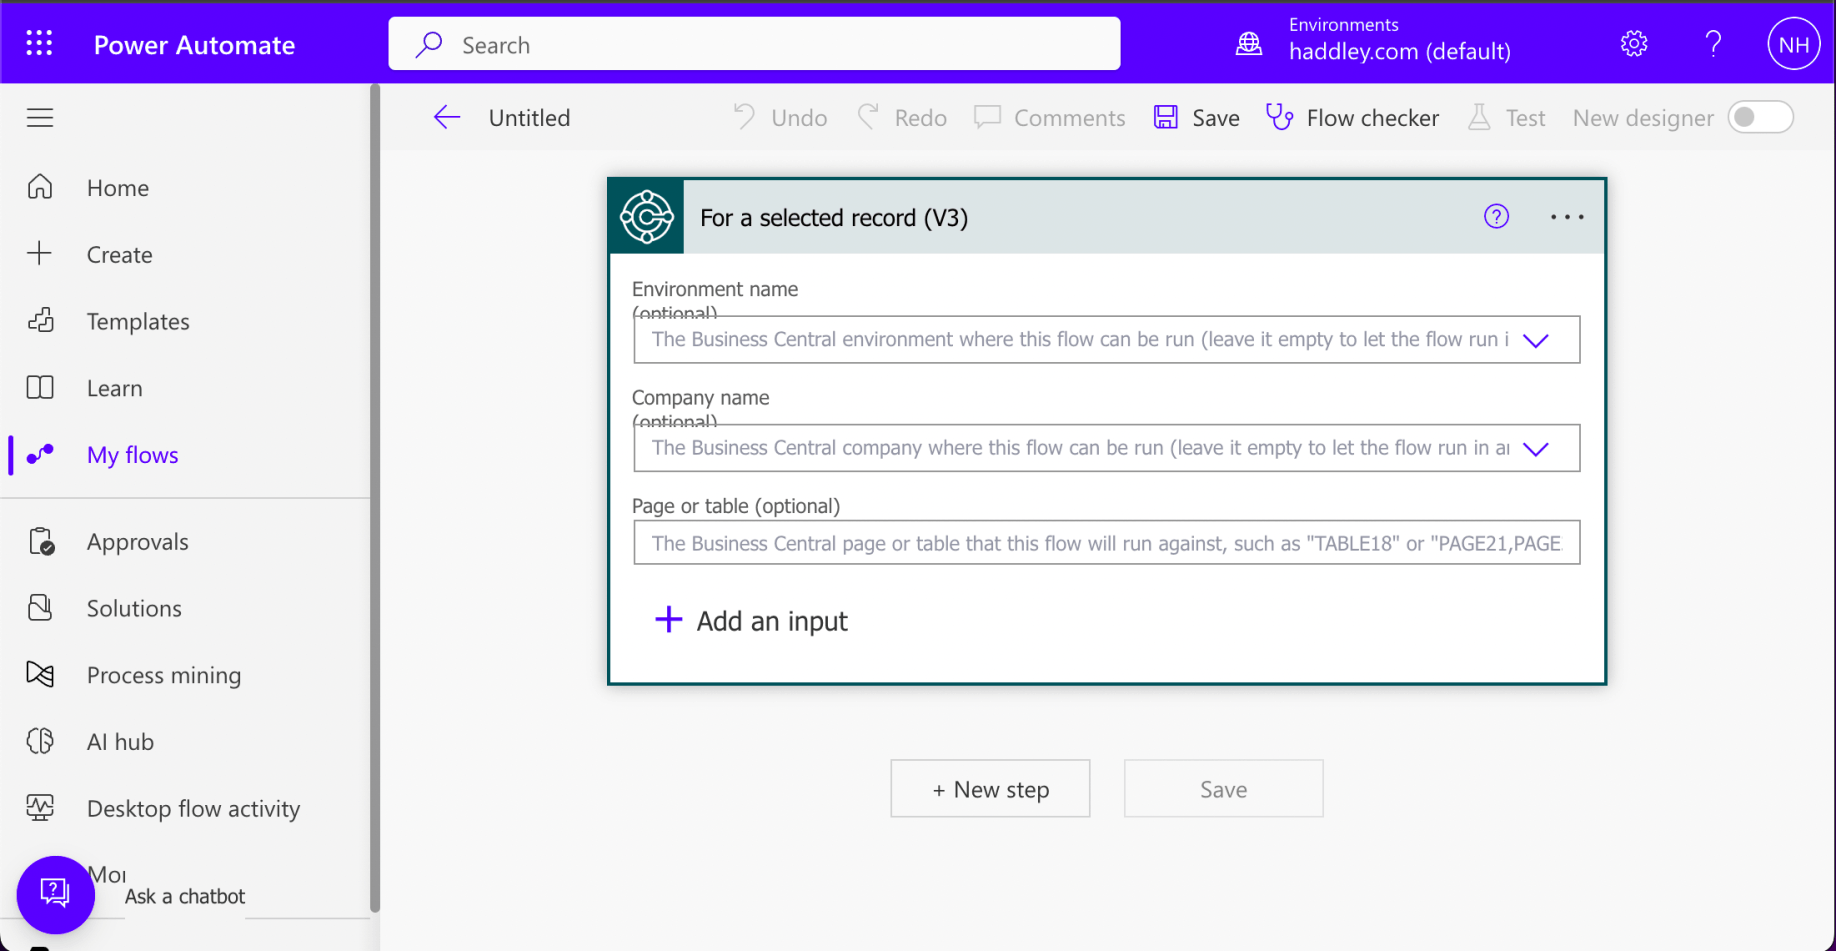 Power Automate
Search
Environments
haddley.com (default)
?
NH
Untitled
Undo
Redo
Comments
Save
Flow checker
Test
New designer
Home
Create
Templates
Learn
My flows
Approvals
Solutions
Process mining
AI hub
Desktop flow activity
Ask a chatbot
For a selected record (V3)
?
...
Environment name
(optional)
The Business Central environment where this flow can be run (leave it empty to let the flow run i
Company name
(optional)
The Business Central company where this flow can be run (leave it empty to let the flow run in
Page or table (optional)
The Business Central page or table that this flow will run against, such as "TABLE18" or "PAGE21,PAGE
+ Add an input
+ New step
Save